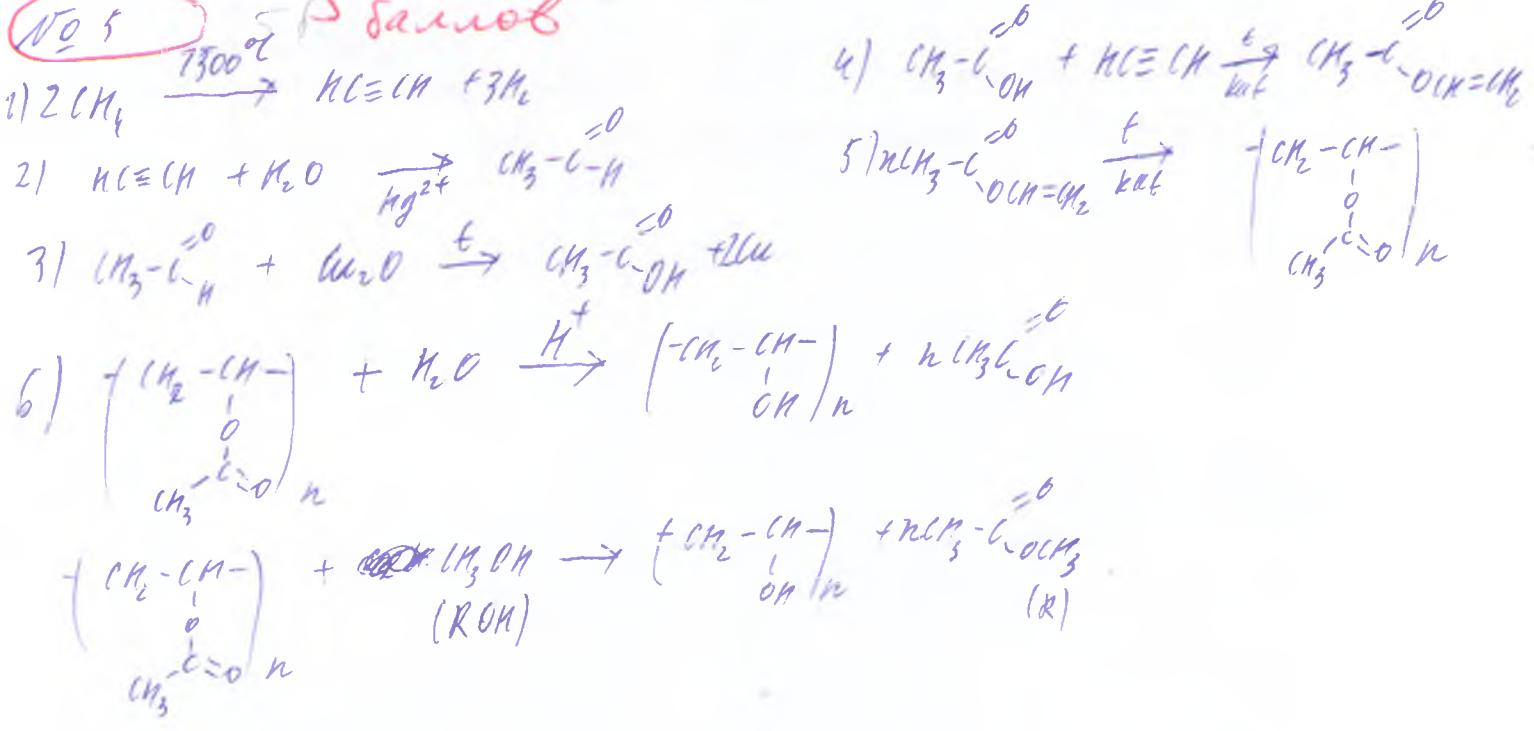 № 5 баллов
1) 2CH₄ 1500°C → HC≡CH + 3H₂
2) HC≡CH + H₂O → Hg²⁺ CH₃-C=O -H
3) CH₃-C=O -H + Cu₂O t → CH₃-C=O -OH + 2Cu
4) CH₃-C=O -OH + HC≡CH t → kat CH₃-C=O -OCH=CH₂
5) nCH₃-C=O -OCH=CH₂ t → kat (-CH₂-CH-)n O C=O CH₃
6) (-CH₂-CH-)n O C=O CH₃ + H₂O H⁺ → (-CH₂-CH-)n OH + nCH₃C=O -OH
(-CH₂-CH-)n O C=O CH₃ + CH₃OH → (-CH₂-CH-)n OH + nCH₃-C=O -OCH₃
(ROH) (R)